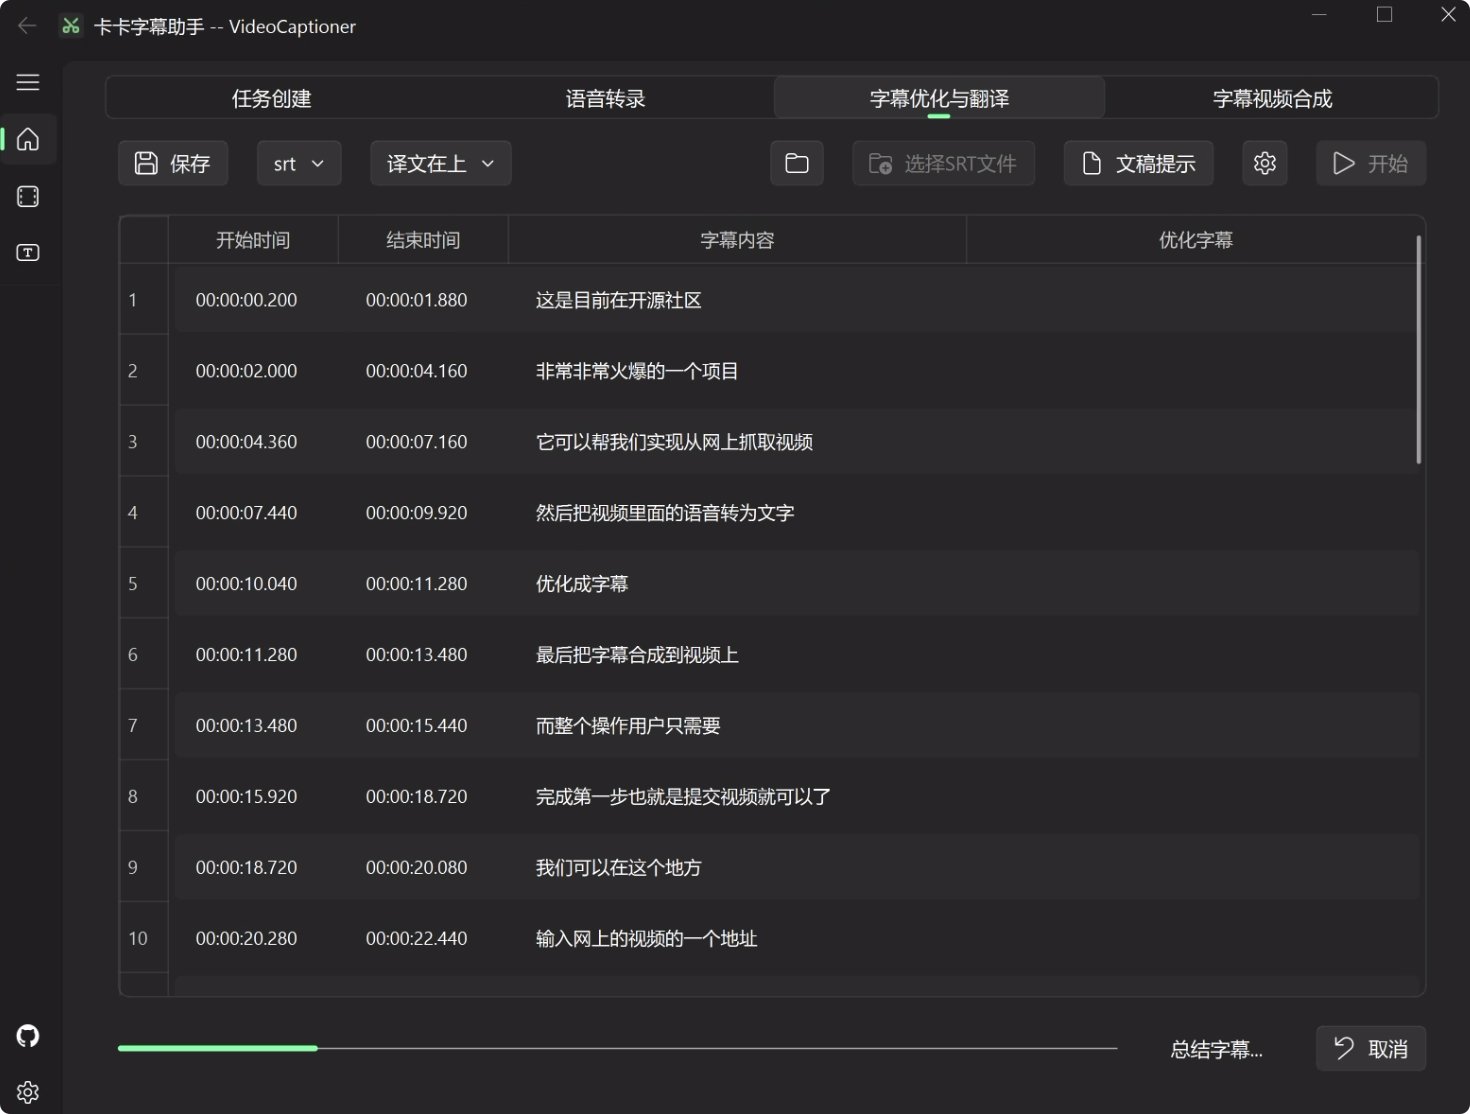 卡卡字幕助手 -- VideoCaptioner
任务创建 语音转录 字幕优化与翻译 字幕视频合成
保存 srt 译文在上 选择SRT文件 文稿提示 开始
开始时间 结束时间 字幕内容 优化字幕
1 00:00:00.200 00:00:01.880 这是目前在开源社区
2 00:00:02.000 00:00:04.160 非常非常火爆的一个项目
3 00:00:04.360 00:00:07.160 它可以帮我们实现从网上抓取视频
4 00:00:07.440 00:00:09.920 然后把视频里面的语音转为文字
5 00:00:10.040 00:00:11.280 优化成字幕
6 00:00:11.280 00:00:13.480 最后把字幕合成到视频上
7 00:00:13.480 00:00:15.440 而整个操作用户只需要
8 00:00:15.920 00:00:18.720 完成第一步也就是提交视频就可以了
9 00:00:18.720 00:00:20.080 我们可以在这个地方
10 00:00:20.280 00:00:22.440 输入网上的视频的一个地址
总结字幕... 取消